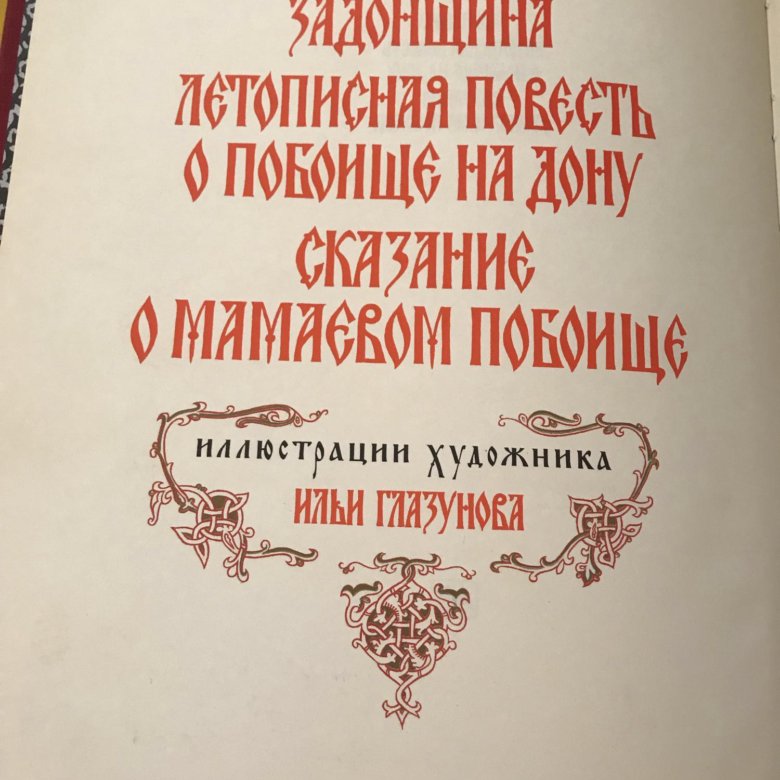 ЗАДОНЩИНА
ЛЕТОПИСНАЯ ПОВЕСТЬ
О ПОБОИЩЕ НА ДОНУ
СКАЗАНИЕ
О МАМАЕВОМ ПОБОИЩЕ
ИЛЛЮСТРАЦИИ ХУДОЖНИКА
ИЛЬИ ГЛАЗУНОВА